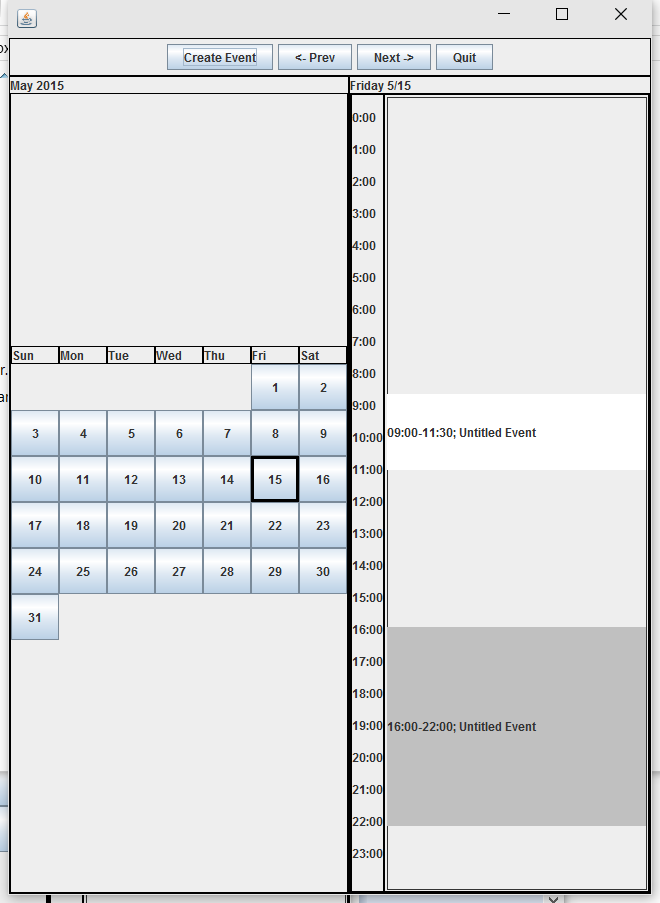 Create Event <- Prev Next -> Quit
May 2015
Sun Mon Tue Wed Thu Fri Sat
1 2
3 4 5 6 7 8 9
10 11 12 13 14 15 16
17 18 19 20 21 22 23
24 25 26 27 28 29 30
31
Friday 5/15
0:00
1:00
2:00
3:00
4:00
5:00
6:00
7:00
8:00
9:00
10:00
11:00
12:00
13:00
14:00
15:00
16:00
17:00
18:00
19:00
20:00
21:00
22:00
23:00
09:00-11:30; Untitled Event
16:00-22:00; Untitled Event